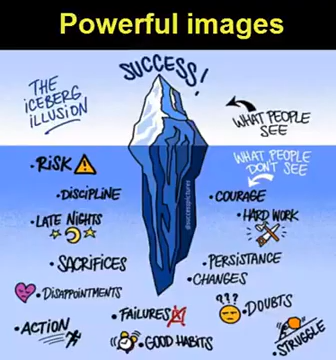 Powerful images
SUCCESS!
THE
ICEBERG
ILLUSION
WHAT PEOPLE
SEE
WHAT PEOPLE
DON'T SEE
• RISK
• DISCIPLINE
• LATE NIGHTS
• SACRIFICES
• DISAPPOINTMENTS
• ACTION
• FAILURES
• GOOD HABITS
• COURAGE
• HARD WORK
• PERSISTANCE
• CHANGES
???
• DOUBTS
• STRUGGLE
@successpictures